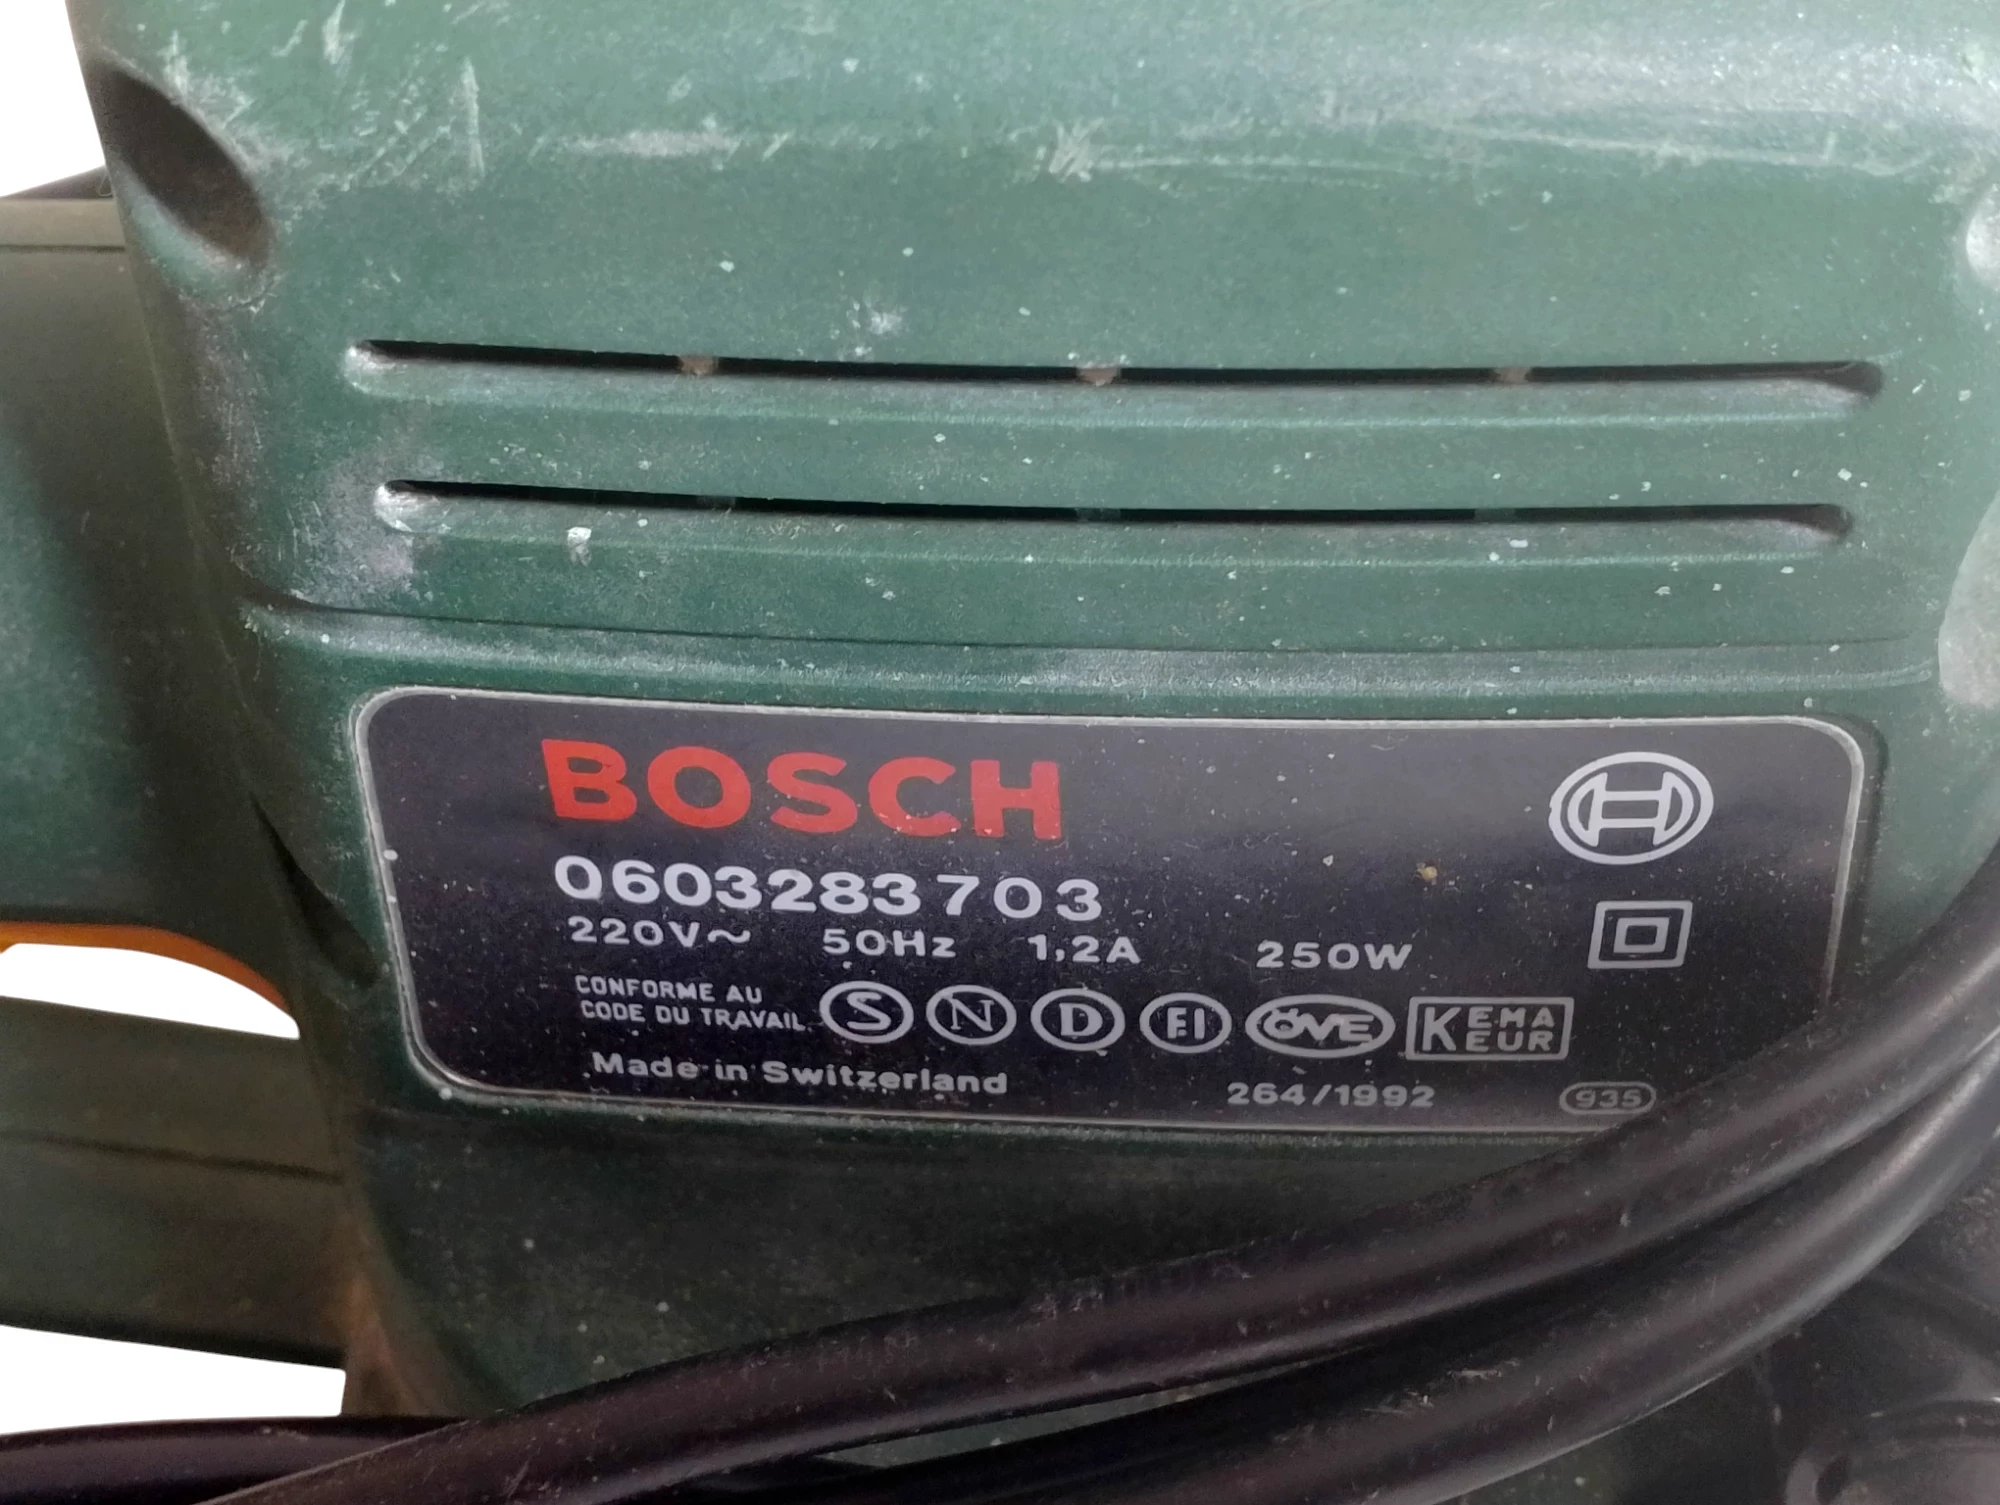 BOSCH
0603283703
220V~ 50Hz 1,2A 250W
CONFORME AU
CODE DU TRAVAIL
S N D FI ÖVE KEMA EUR
Made in Switzerland
264/1992 935